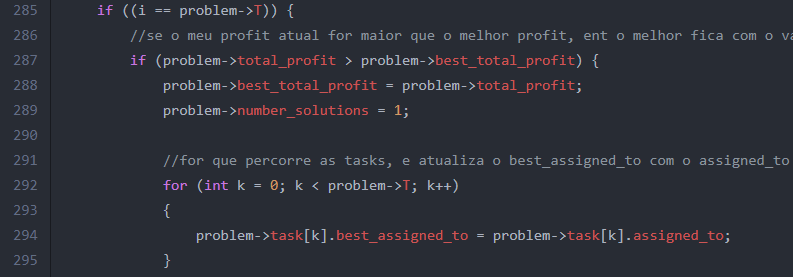 285 if ((i == problem->T)) {
286 //se o meu profit atual for maior que o melhor profit, ent o melhor fica com o
287 if (problem->total_profit > problem->best_total_profit) {
288 problem->best_total_profit = problem->total_profit;
289 problem->number_solutions = 1;
290
291 //for que percorre as tasks, e atualiza o best_assigned_to com o assigned_to
292 for (int k = 0; k < problem->T; k++)
293 {
294 problem->task[k].best_assigned_to = problem->task[k].assigned_to;
295 }